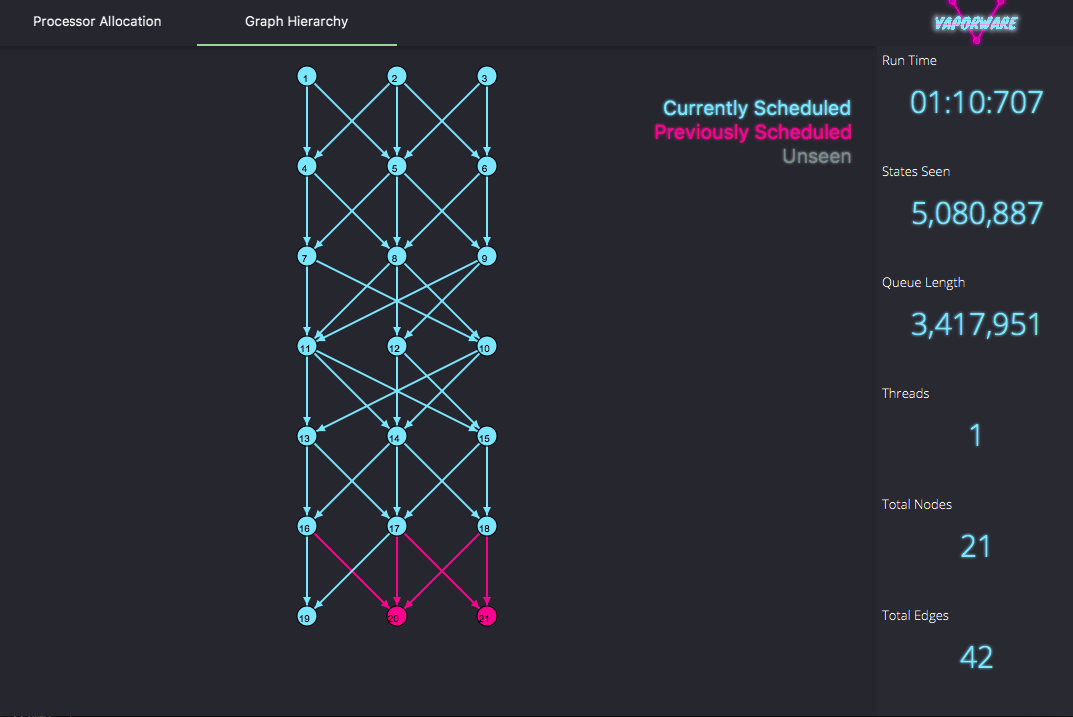 Processor Allocation
Graph Hierarchy
VAPORWARE
Run Time
01:10:707
States Seen
5,080,887
Queue Length
3,417,951
Threads
1
Total Nodes
21
Total Edges
42
Currently Scheduled
Previously Scheduled
Unseen
1 2 3
4 5 6
7 8 9
11 12 10
13 14 15
16 17 18
19 20 21